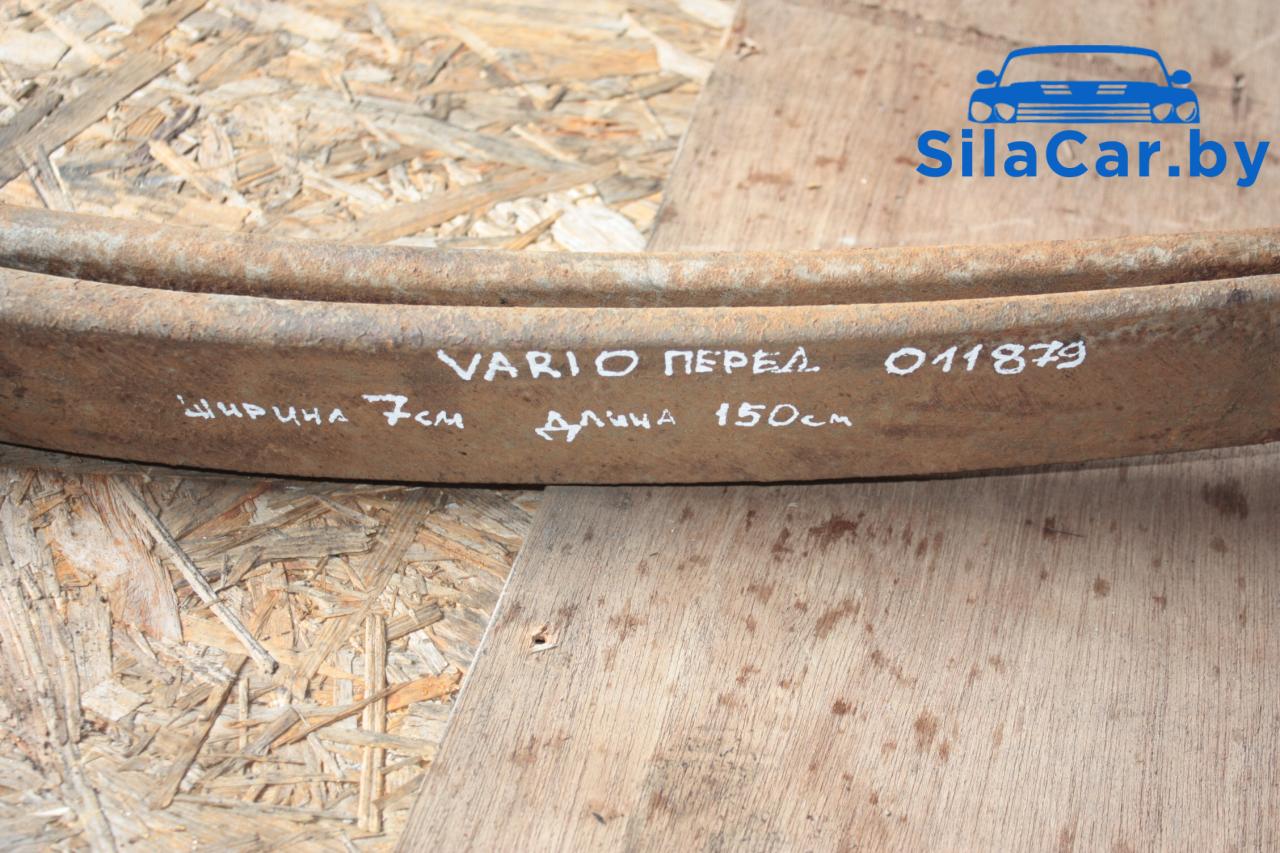 SilaCar.by
VARIO ПЕРЕД 011879
ширина 7см длина 150см